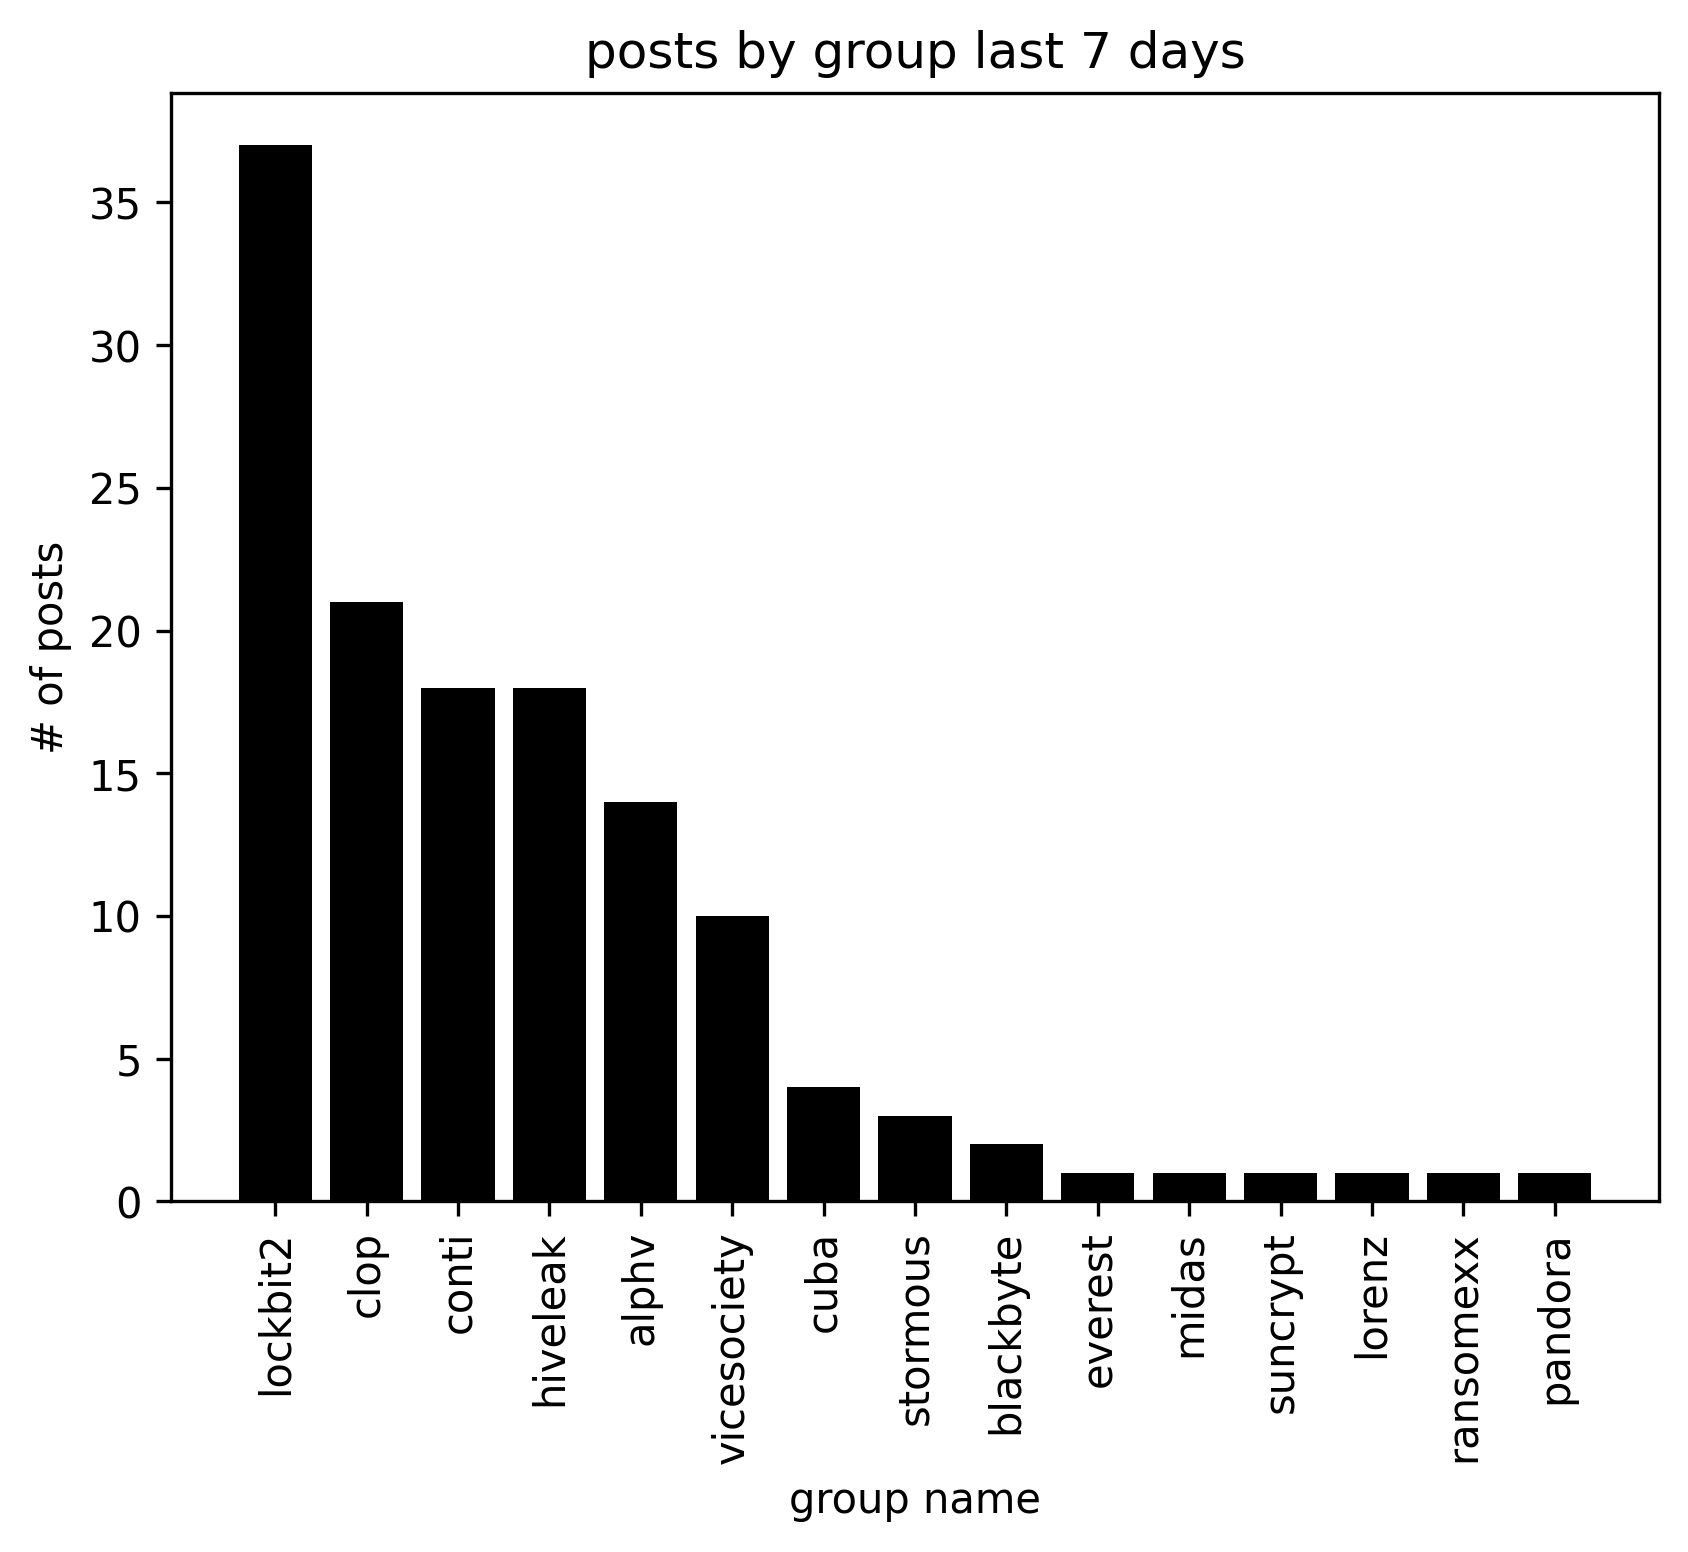 posts by group last 7 days
# of posts
35
30
25
20
15
10
5
0
lockbit2
clop
conti
hiveleak
alphv
vicesociety
cuba
stormous
blackbyte
everest
midas
suncrypt
lorenz
ransomexx
pandora
group name